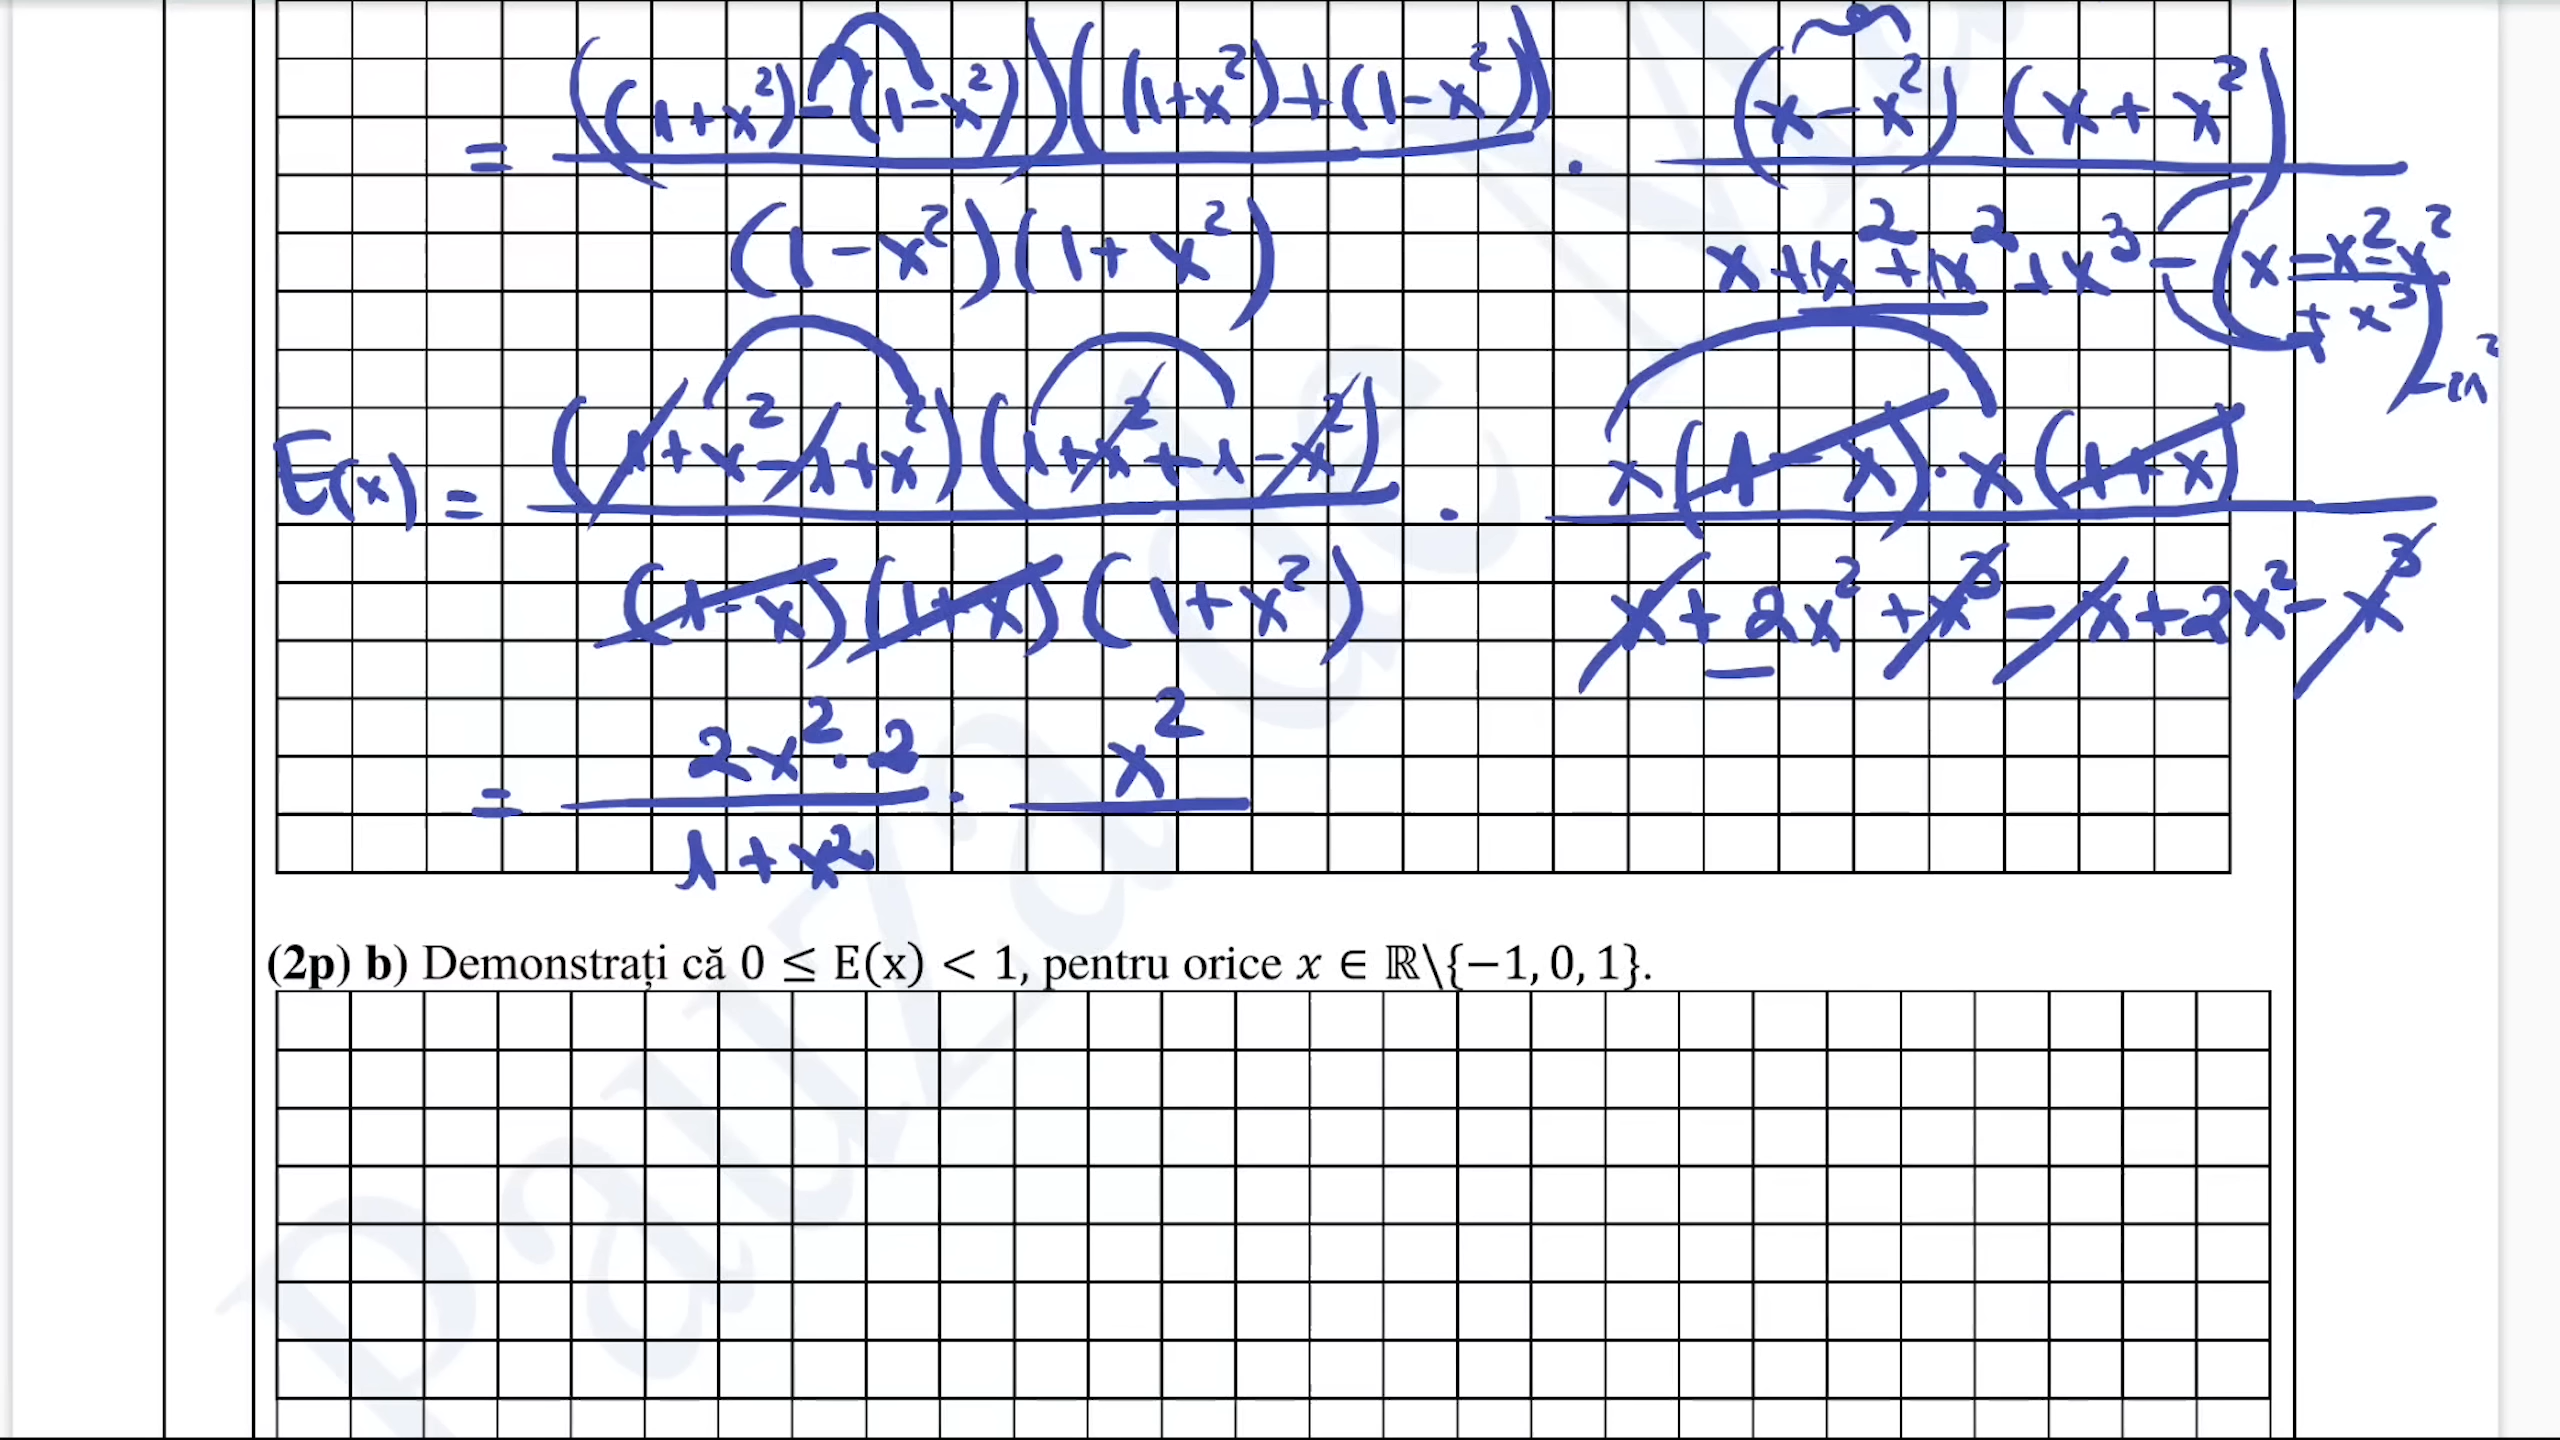 = ((1+x²)-(1-x²))((1+x²)+(1-x²)) / (1-x²)(1+x²) · (x-x²)(x+x²) / x+x²+x²+x³-(x-x²-x²+x³)
E(x) = (1+x²-1+x²)(1+x²+1-x²) / (1-x)(1+x)(1+x²) · x(1-x)·x(1+x) / x+2x²+x³-x+2x²-x³
= 2x²·2 / 1+x² · x²
(2p) b) Demonstrați că 0 ≤ E(x) < 1, pentru orice x ∈ ℝ\{−1, 0, 1}.
Pauza de M